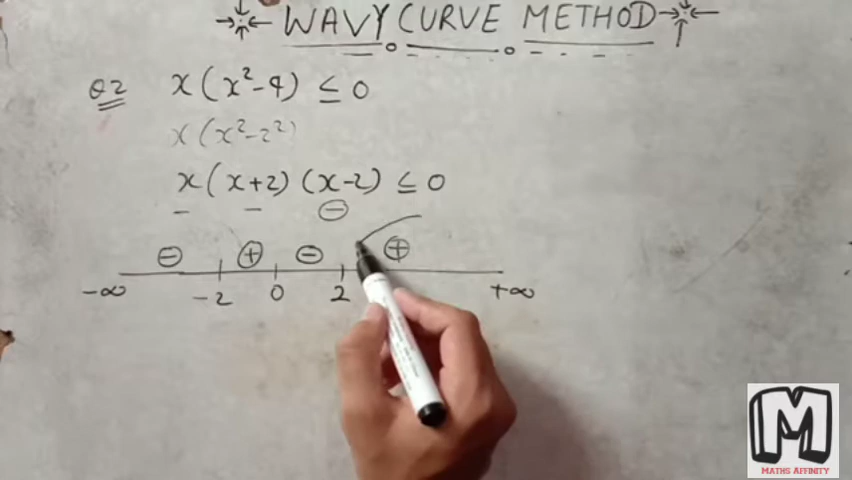 WAVY CURVE METHOD
Q2 x(x²-4) ≤ 0
x(x²-2²)
x(x+2)(x-2) ≤ 0
- - ⊖
⊖ ⊕ ⊖ ⊕
-∞ -2 0 2 +∞
M
MATHS AFFINITY